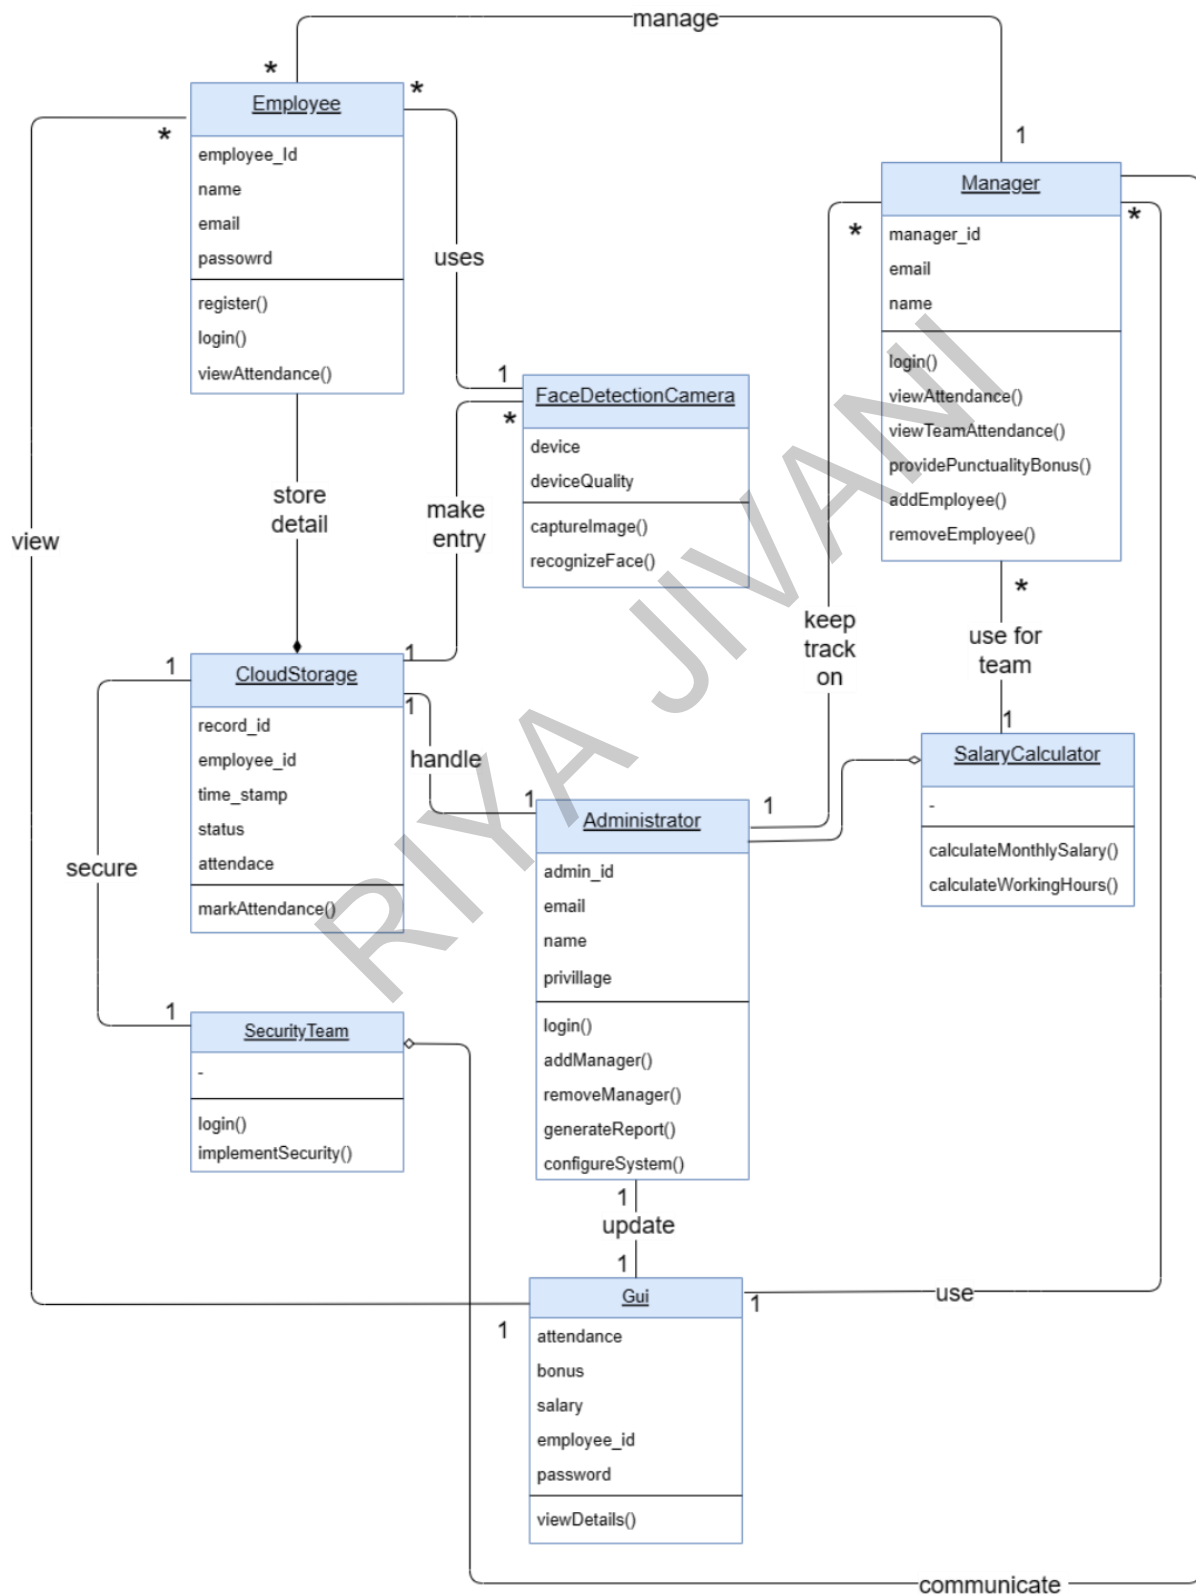 manage
*
*
Employee
*
employee_Id
name
email
passowrd
register()
login()
viewAttendance()
uses
1
Manager
*
*
manager_id
email
name
login()
viewAttendance()
viewTeamAttendance()
providePunctualityBonus()
addEmployee()
removeEmployee()
1
FaceDetectionCamera
*
device
deviceQuality
captureImage()
recognizeFace()
store
detail
make
entry
view
keep
track
on
*
use for
team
1
1
1
CloudStorage
1
record_id
employee_id
time_stamp
status
attendace
markAttendance()
handle
1
SalaryCalculator
-
calculateMonthlySalary()
calculateWorkingHours()
1
Administrator
admin_id
email
name
privillage
login()
addManager()
removeManager()
generateReport()
configureSystem()
secure
1
SecurityTeam
-
login()
implementSecurity()
1
update
1
Gui
1
1
use
attendance
bonus
salary
employee_id
password
viewDetails()
communicate
RIYA JIVANI